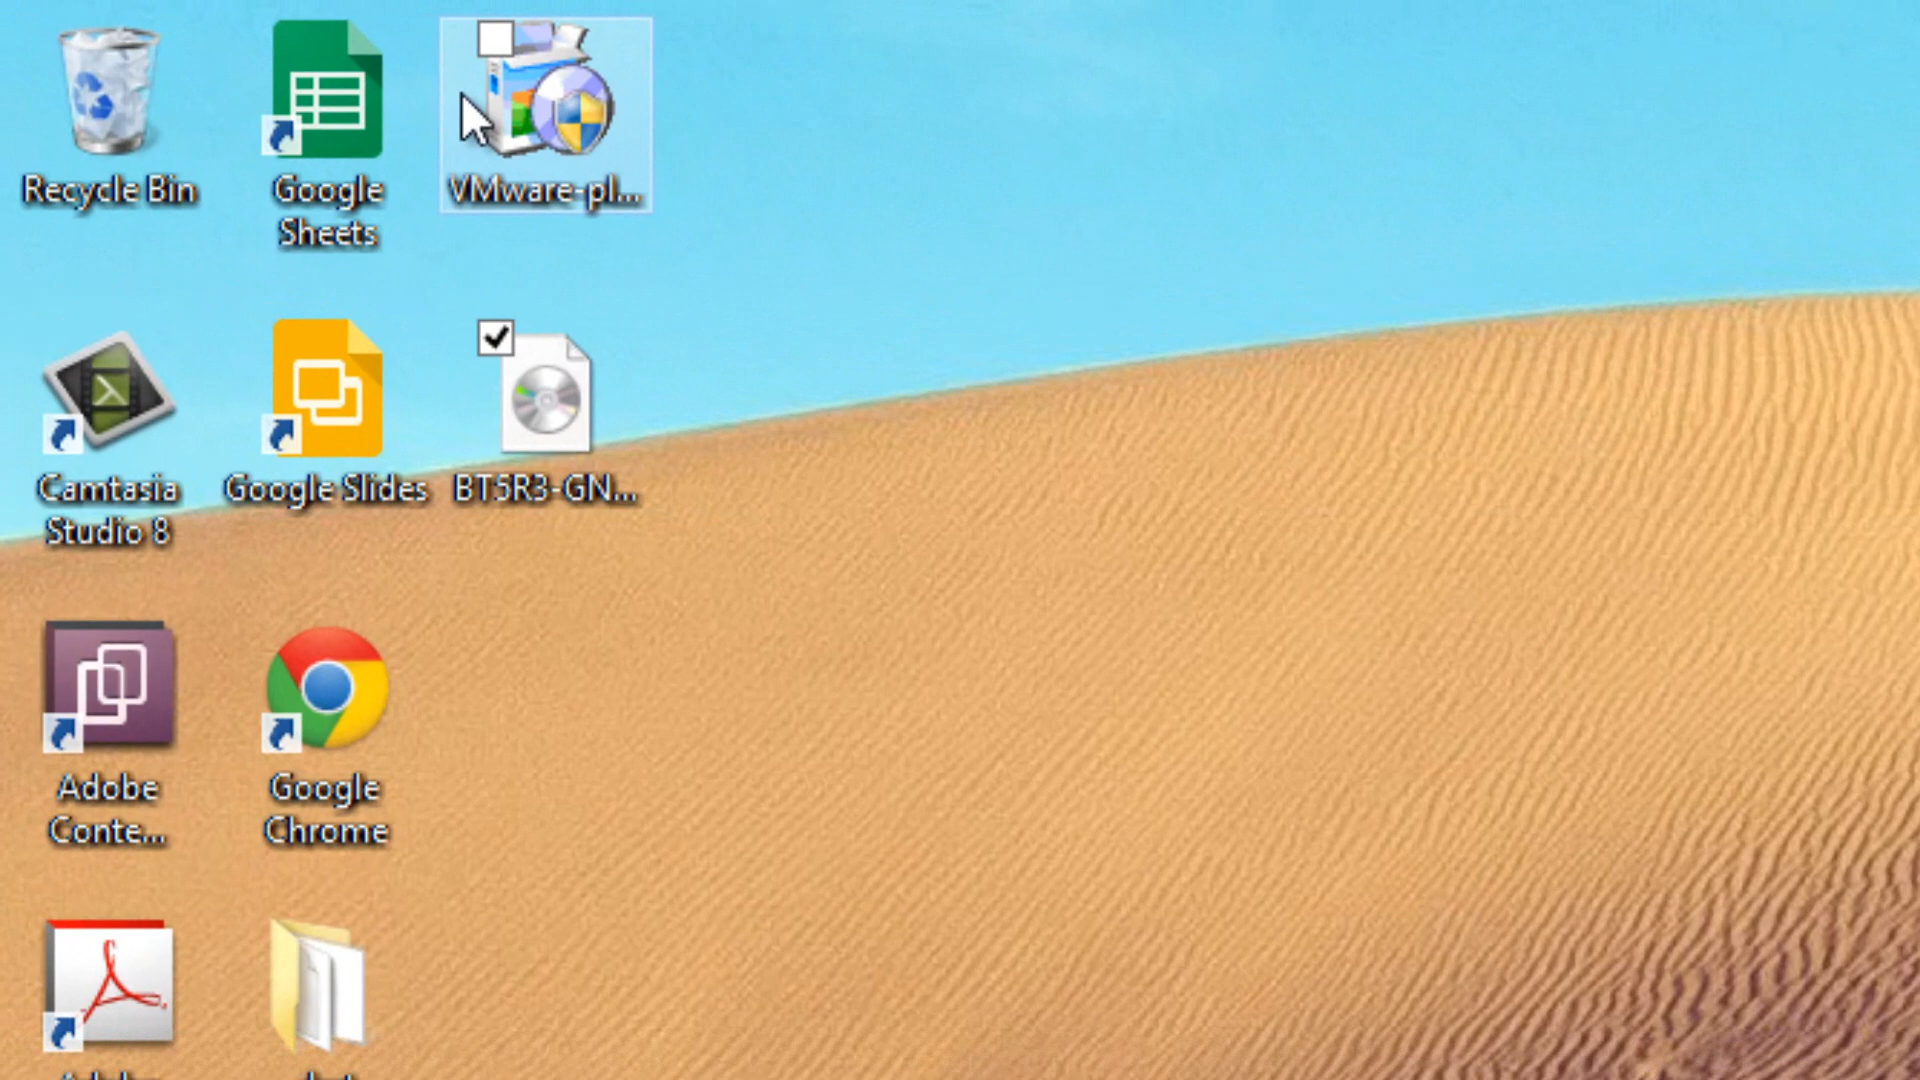 Recycle Bin
Google
Sheets
VMware-pl...
Camtasia
Studio 8
Google Slides
BT5R3-GN...
Adobe
Conte...
Google
Chrome